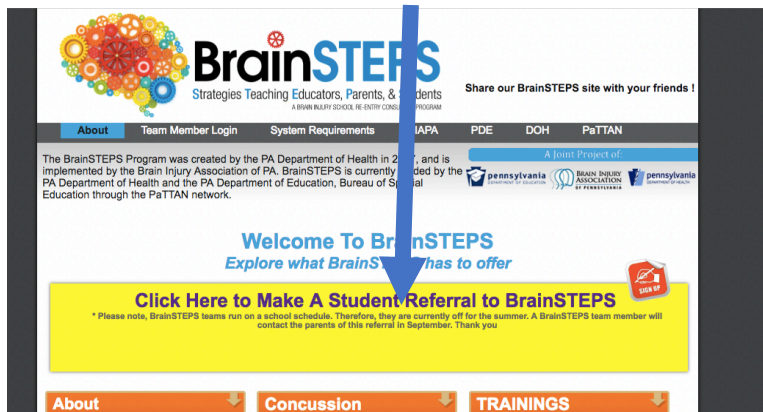 BrainSTEPS
Strategies Teaching Educators, Parents, & Students
A BRAIN INJURY SCHOOL RE-ENTRY PROGRAM
Share our BrainSTEPS site with your friends !
About Team Member Login System Requirements PDE DOH PaTTAN
A Joint Project of:
The BrainSTEPS Program was created by the PA Department of Health in and is
implemented by the Brain Injury Association of PA. BrainSTEPS is currently by the
PA Department of Health and the PA Department of Education, Bureau of
Education through the PaTTAN network.
pennsylvania
DEPARTMENT OF EDUCATION
BRAIN INJURY
ASSOCIATION
OF PENNSYLVANIA
pennsylvania
DEPARTMENT OF HEALTH
Welcome To BrainSTEPS
Explore what has to offer
SIGN UP
Click Here to Make A Student Referral to BrainSTEPS
* Please note, BrainSTEPS teams run on a school schedule. Therefore, they are currently off for the summer. A BrainSTEPS team member will
contact the parents of this referral in September. Thank you
About Concussion TRAININGS